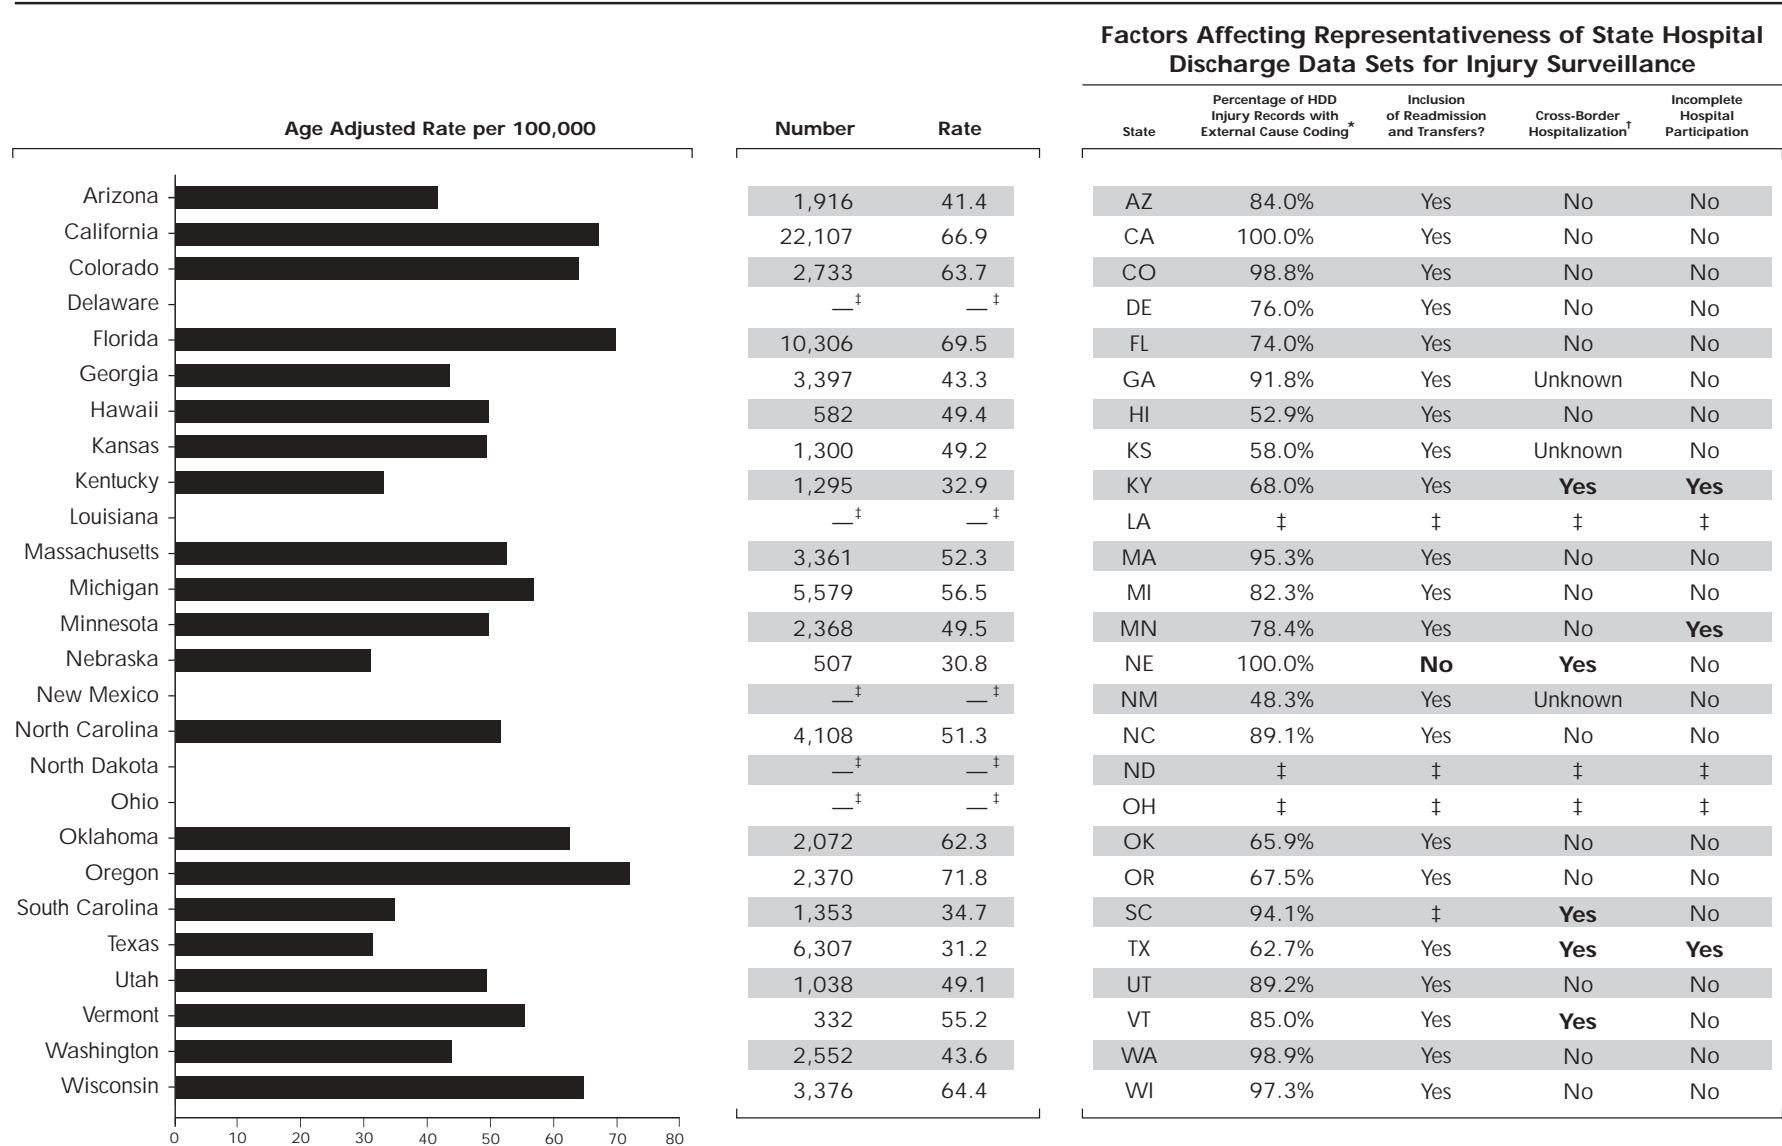 Factors Affecting Representativeness of State Hospital
Discharge Data Sets for Injury Surveillance
Age Adjusted Rate per 100,000 Number Rate State Percentage of HDD Injury Records with External Cause Coding* Inclusion of Readmission and Transfers? Cross-Border Hospitalization† Incomplete Hospital Participation
Arizona 1,916 41.4 AZ 84.0% Yes No No
California 22,107 66.9 CA 100.0% Yes No No
Colorado 2,733 63.7 CO 98.8% Yes No No
Delaware —‡ —‡ DE 76.0% Yes No No
Florida 10,306 69.5 FL 74.0% Yes No No
Georgia 3,397 43.3 GA 91.8% Yes Unknown No
Hawaii 582 49.4 HI 52.9% Yes No No
Kansas 1,300 49.2 KS 58.0% Yes Unknown No
Kentucky 1,295 32.9 KY 68.0% Yes Yes Yes
Louisiana —‡ —‡ LA ‡ ‡ ‡ ‡
Massachusetts 3,361 52.3 MA 95.3% Yes No No
Michigan 5,579 56.5 MI 82.3% Yes No No
Minnesota 2,368 49.5 MN 78.4% Yes No Yes
Nebraska 507 30.8 NE 100.0% No Yes No
New Mexico —‡ —‡ NM 48.3% Yes Unknown No
North Carolina 4,108 51.3 NC 89.1% Yes No No
North Dakota —‡ —‡ ND ‡ ‡ ‡ ‡
Ohio —‡ —‡ OH ‡ ‡ ‡ ‡
Oklahoma 2,072 62.3 OK 65.9% Yes No No
Oregon 2,370 71.8 OR 67.5% Yes No No
South Carolina 1,353 34.7 SC 94.1% ‡ Yes No
Texas 6,307 31.2 TX 62.7% Yes Yes Yes
Utah 1,038 49.1 UT 89.2% Yes No No
Vermont 332 55.2 VT 85.0% Yes Yes No
Washington 2,552 43.6 WA 98.9% Yes No No
Wisconsin 3,376 64.4 WI 97.3% Yes No No
0 10 20 30 40 50 60 70 80